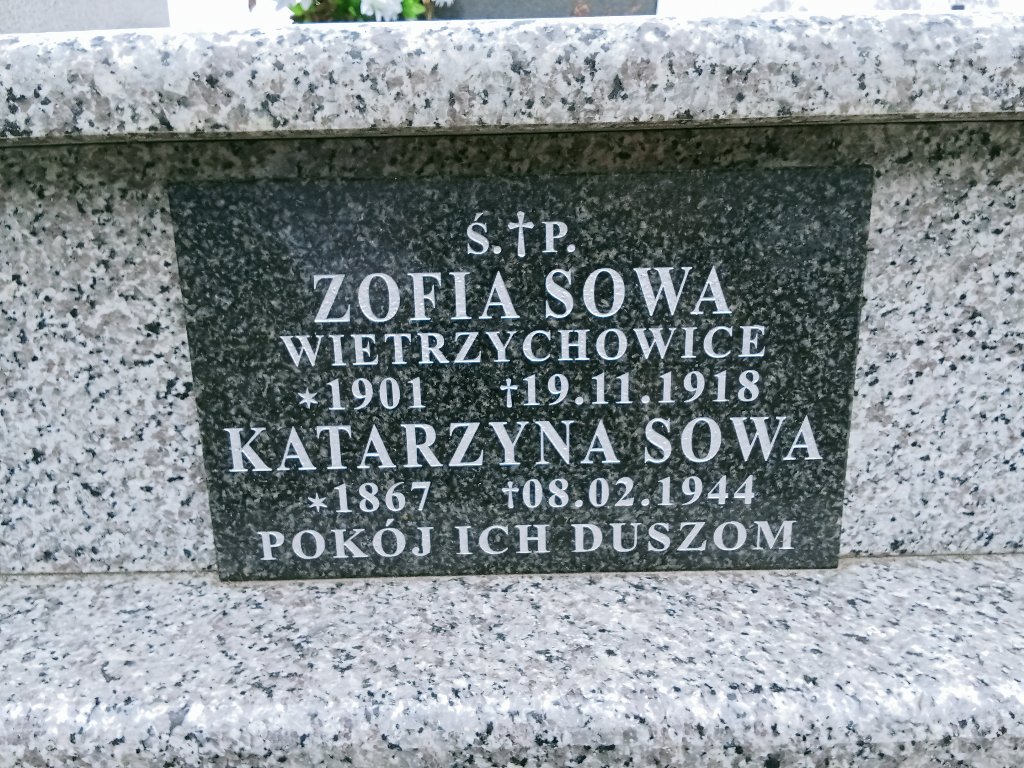 Ś.†P.
ZOFIA SOWA
WIETRZYCHOWICE
*1901 †19.11.1918
KATARZYNA SOWA
*1867 †08.02.1944
POKÓJ ICH DUSZOM